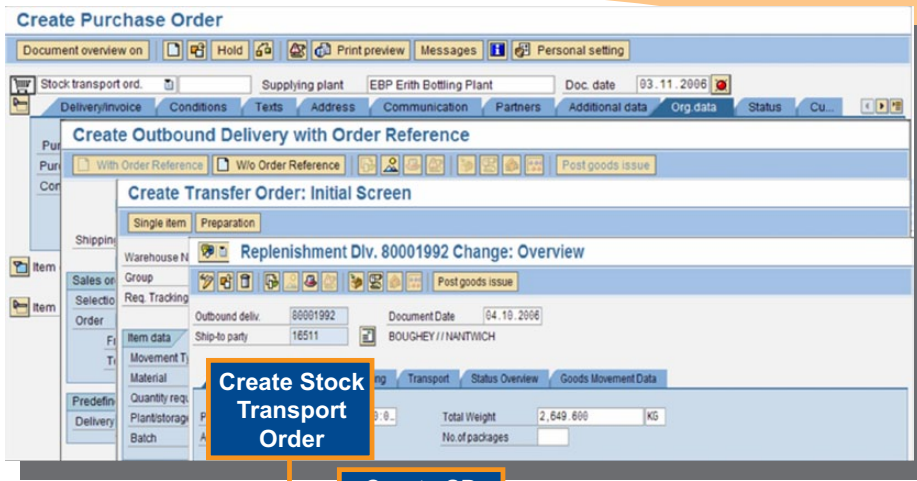 Create Purchase Order
Document overview on Hold Print preview Messages Personal setting
Stock transport ord. Supplying plant EBP Erith Bottling Plant Doc. date 03.11.2006
Delivery/Invoice Conditions Texts Address Communication Partners Additional data Org.data Status Cu...
Create Outbound Delivery with Order Reference
With Order Reference W/o Order Reference Post goods issue
Create Transfer Order: Initial Screen
Single item Preparation
Shipping
Warehouse N
Replenishment Dlv. 80001992 Change: Overview
Item
Sales or
Group
Post goods issue
Selectio
Req. Tracking
Item
Order
Outbound deliv. 80001992 Document Date 04.10.2006
Item data
Ship-to party 16511 BOUGHEY // NANTWICH
Movement Ty
Material
Transport Status Overview Goods Movement Data
Create Stock
Transport
Order
Predefin
Quantity requ
Delivery
Plant/storage
Total Weight 2,649.600 KG
Batch
No.of packages